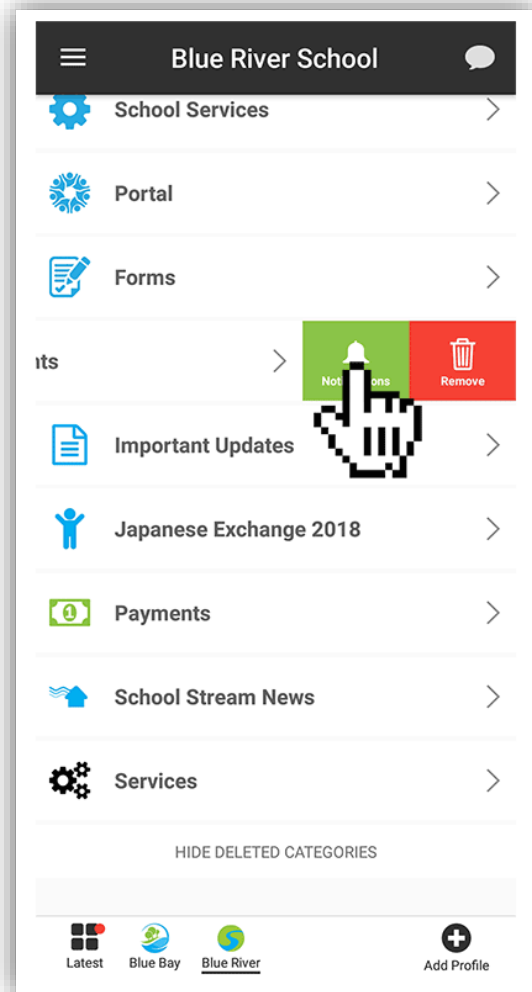 Blue River School
School Services
Portal
Forms
nts
Remove
Important Updates
Japanese Exchange 2018
1
Payments
School Stream News
Services
HIDE DELETED CATEGORIES
Latest
Blue Bay
Blue River
Add Profile